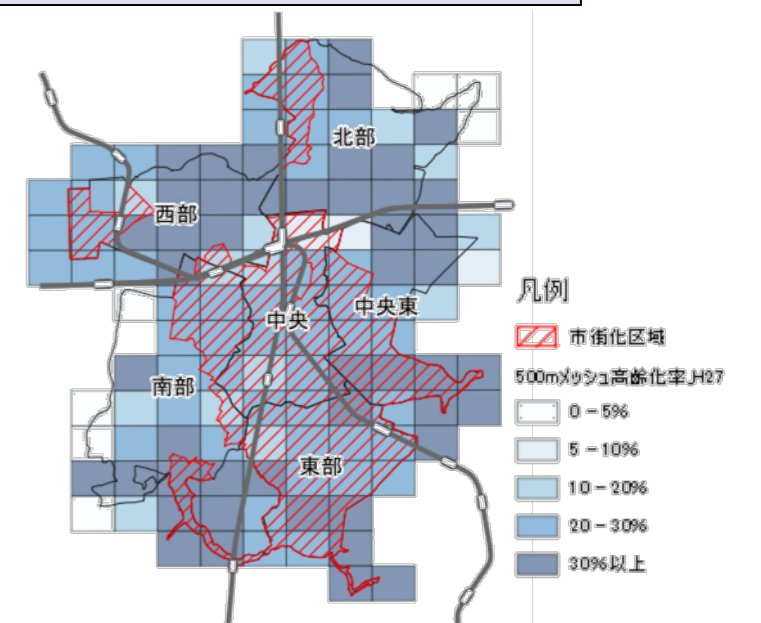 北部
西部
中央東
中央
南部
東部
凡例
市街化区域
500mメッシュ高齢化率_H27
0-5%
5-10%
10-20%
20-30%
30%以上